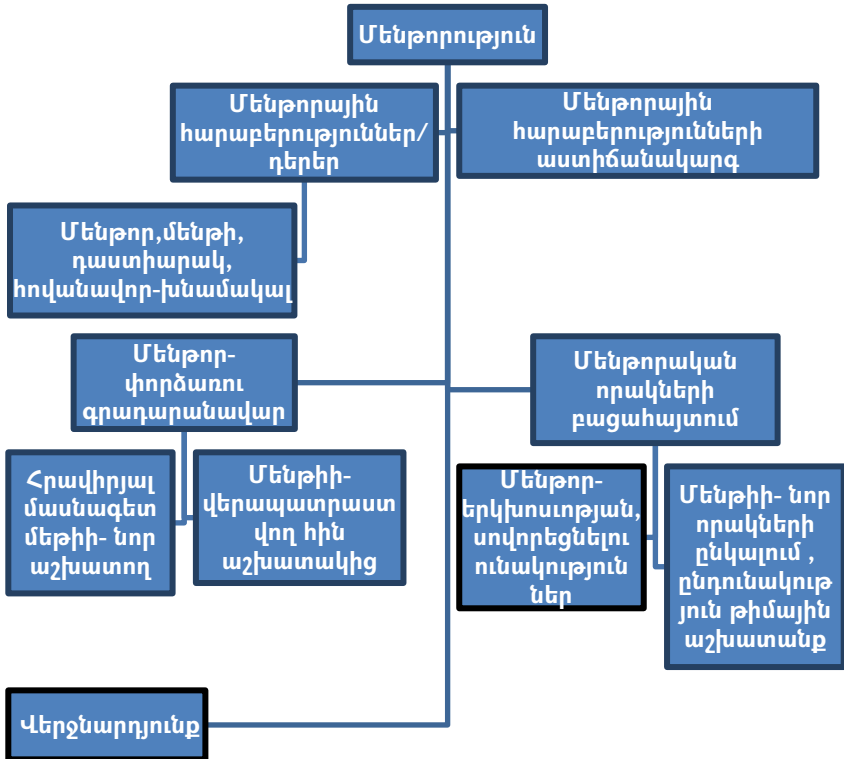 Մենթորություն
Մենթորային
հարաբերություններ/
դերեր
Մենթորային
հարաբերությունների
աստիճանակարգ
Մենթոր,մենթի,
դաստիարակ,
հովանավոր-խնամակալ
Մենթոր-
փորձառու
գրադարանավար
Մենթորական
որակների
բացահայտում
Հրավիրյալ
մասնագետ
մեթիի- նոր
աշխատող
Մենթիի-
վերապատրաստ
վող հին
աշխատակից
Մենթոր-
երկխոսւոթյան,
սովորեցնելու
ունակություն
ներ
Մենթիի- նոր
որակների
ընկալում ,
ընդունակութ
յուն թիմային
աշխատանք
Վերջնարդյունք